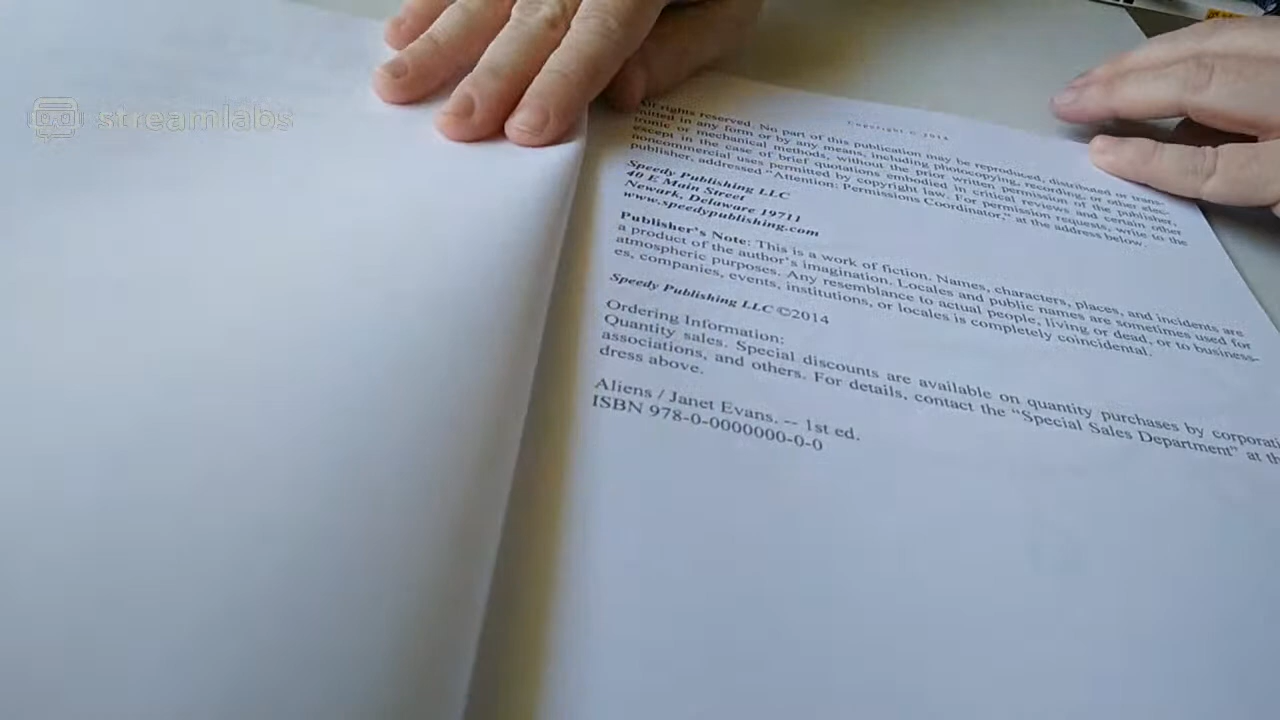 streamlabs
COPYRIGHT © 2014
All rights reserved. No part of this publication may be reproduced, distributed or trans-
mitted in any form or by any means, including photocopying, recording, or other elec-
tronic or mechanical methods, without the prior written permission of the publisher,
except in the case of brief quotations embodied in critical reviews and certain other
noncommercial uses permitted by copyright law. For permission requests, write to the
publisher, addressed "Attention: Permissions Coordinator," at the address below.
Speedy Publishing LLC
40 E Main Street
Newark, Delaware 19711
www.speedypublishing.com
Publisher's Note: This is a work of fiction. Names, characters, places, and incidents are
a product of the author's imagination. Locales and public names are sometimes used for
atmospheric purposes. Any resemblance to actual people, living or dead, or to business-
es, companies, events, institutions, or locales is completely coincidental.
Speedy Publishing LLC ©2014
Ordering Information:
Quantity sales. Special discounts are available on quantity purchases by corporati
associations, and others. For details, contact the "Special Sales Department" at th
dress above.
Aliens / Janet Evans. -- 1st ed.
ISBN 978-0-0000000-0-0